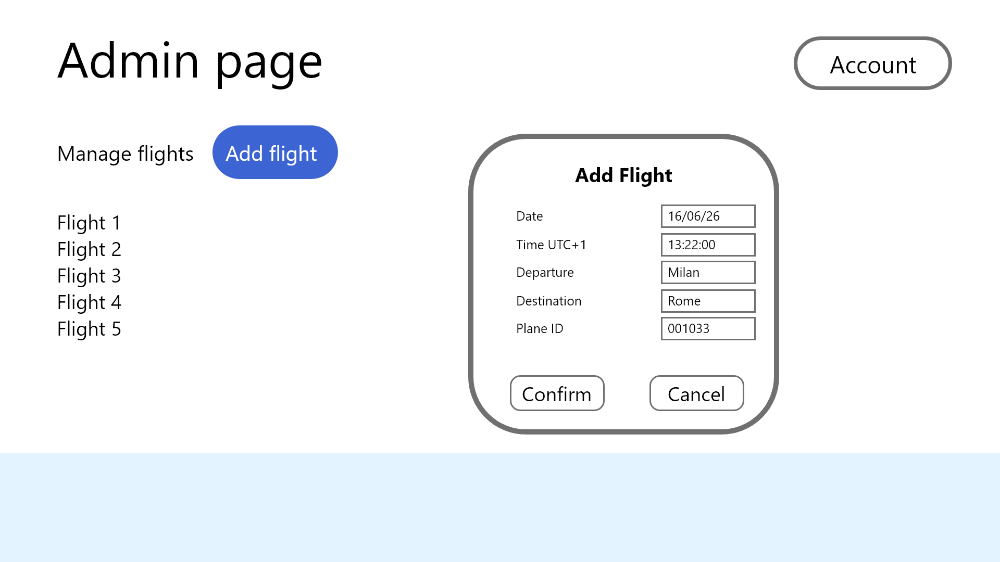 Admin page
Account
Manage flights
Add flight
Flight 1
Flight 2
Flight 3
Flight 4
Flight 5
Add Flight
Date 16/06/26
Time UTC+1 13:22:00
Departure Milan
Destination Rome
Plane ID 001033
Confirm
Cancel